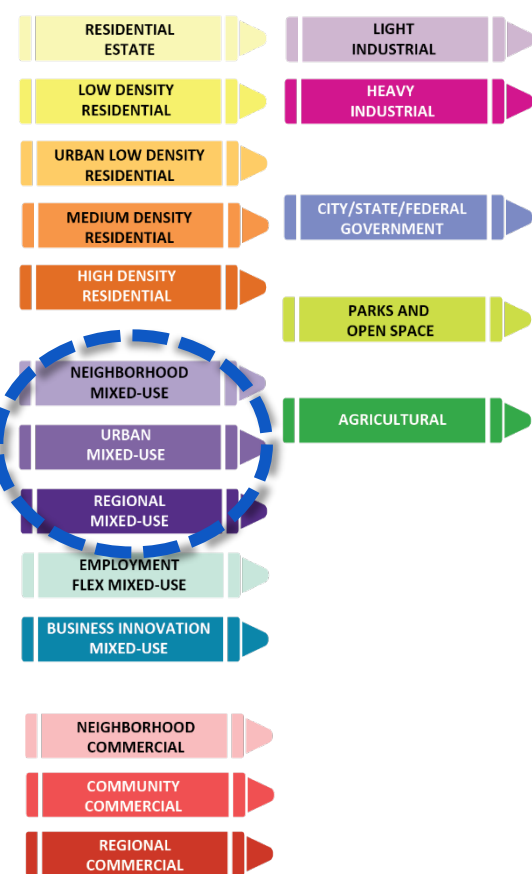 RESIDENTIAL
ESTATE
LOW DENSITY
RESIDENTIAL
URBAN LOW DENSITY
RESIDENTIAL
MEDIUM DENSITY
RESIDENTIAL
HIGH DENSITY
RESIDENTIAL
NEIGHBORHOOD
MIXED-USE
URBAN
MIXED-USE
REGIONAL
MIXED-USE
EMPLOYMENT
FLEX MIXED-USE
BUSINESS INNOVATION
MIXED-USE
NEIGHBORHOOD
COMMERCIAL
COMMUNITY
COMMERCIAL
REGIONAL
COMMERCIAL
LIGHT
INDUSTRIAL
HEAVY
INDUSTRIAL
CITY/STATE/FEDERAL
GOVERNMENT
PARKS AND
OPEN SPACE
AGRICULTURAL